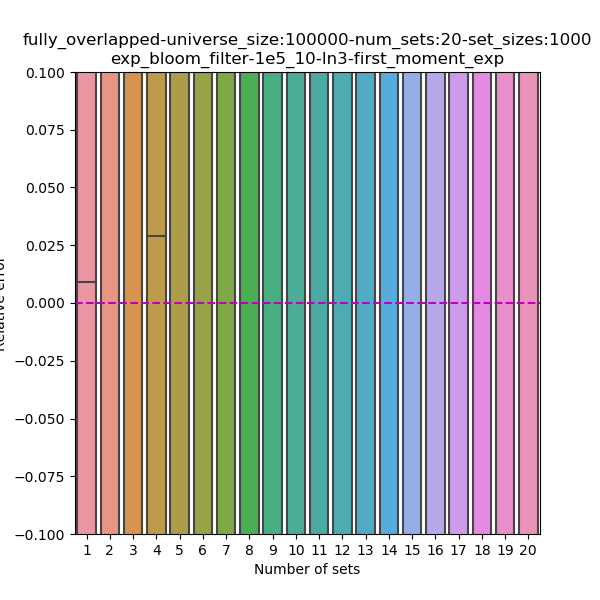 fully_overlapped-universe_size:100000-num_sets:20-set_sizes:1000
exp_bloom_filter-1e5_10-ln3-first_moment_exp
0.100
0.075
0.050
0.025
0.000
−0.025
−0.050
−0.075
−0.100
Relative error
1 2 3 4 5 6 7 8 9 10 11 12 13 14 15 16 17 18 19 20
Number of sets